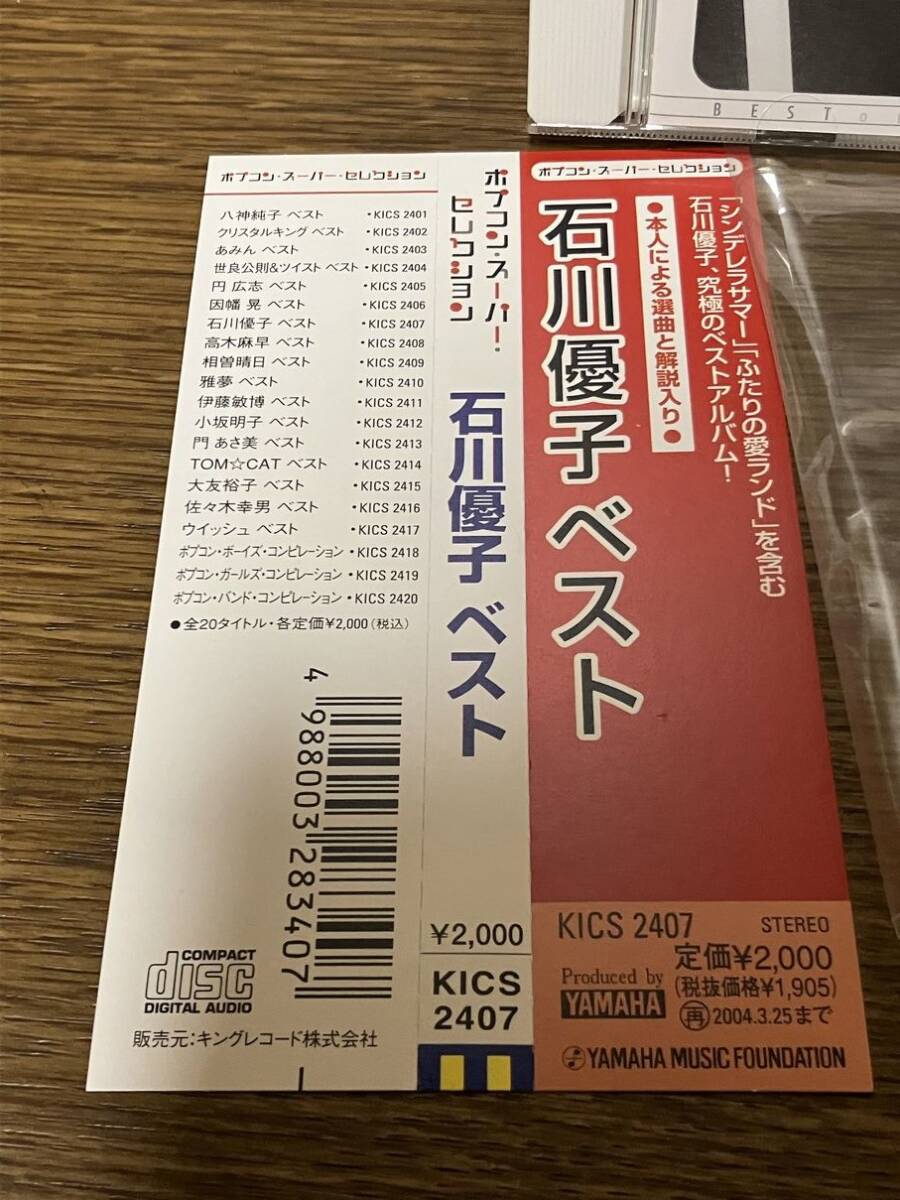 BEST
ポプコン・スーパー・セレクション
八神純子 ベスト ・KICS 2401
クリスタルキング ベスト ・KICS 2402
あみん ベスト ・KICS 2403
世良公則&ツイスト ベスト ・KICS 2404
円 広志 ベスト ・KICS 2405
因幡 晃 ベスト ・KICS 2406
石川優子 ベスト ・KICS 2407
高木麻早 ベスト ・KICS 2408
相曽晴日 ベスト ・KICS 2409
雅夢 ベスト ・KICS 2410
伊藤敏博 ベスト ・KICS 2411
小坂明子 ベスト ・KICS 2412
門 あさ美 ベスト ・KICS 2413
TOM☆CAT ベスト ・KICS 2414
大友裕子 ベスト ・KICS 2415
佐々木幸男 ベスト ・KICS 2416
ウイッシュ ベスト ・KICS 2417
ポプコン・ボーイズ・コンピレーション ・KICS 2418
ポプコン・ガールズ・コンピレーション ・KICS 2419
ポプコン・バンド・コンピレーション ・KICS 2420
●全20タイトル・各定価¥2,000(税込)
4 988003 283407
COMPACT
disc
DIGITAL AUDIO
販売元:キングレコード株式会社
ポプコン・スーパー・
セレクション
石川優子 ベスト
¥2,000
KICS
2407
ポプコン・スーパー・セレクション
「シンデレラサマー」「ふたりの愛ランド」を含む
石川優子、究極のベストアルバム!
●本人による選曲と解説入り●
石川優子 ベスト
KICS 2407 STEREO
定価¥2,000
(税抜価格¥1,905)
再 2004.3.25まで
Produced by
YAMAHA
YAMAHA MUSIC FOUNDATION